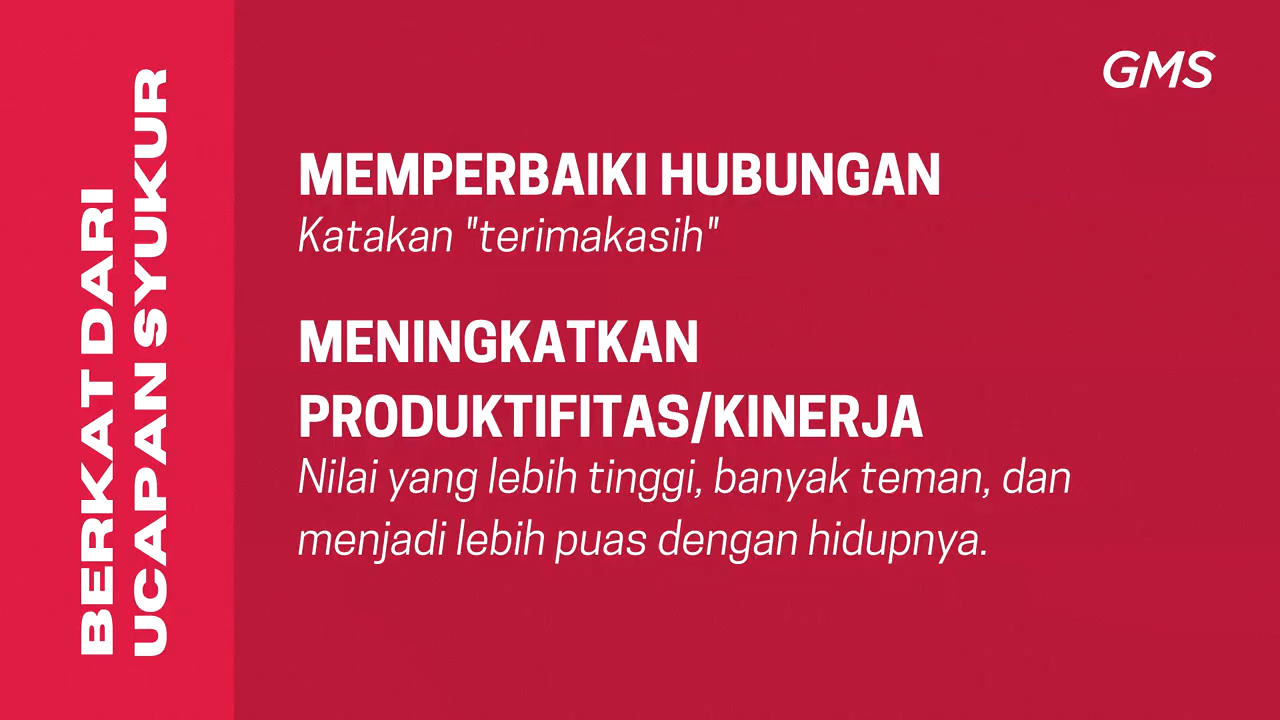 BERKAT DARI
UCAPAN SYUKUR
GMS
MEMPERBAIKI HUBUNGAN
Katakan "terimakasih"
MENINGKATKAN
PRODUKTIFITAS/KINERJA
Nilai yang lebih tinggi, banyak teman, dan
menjadi lebih puas dengan hidupnya.